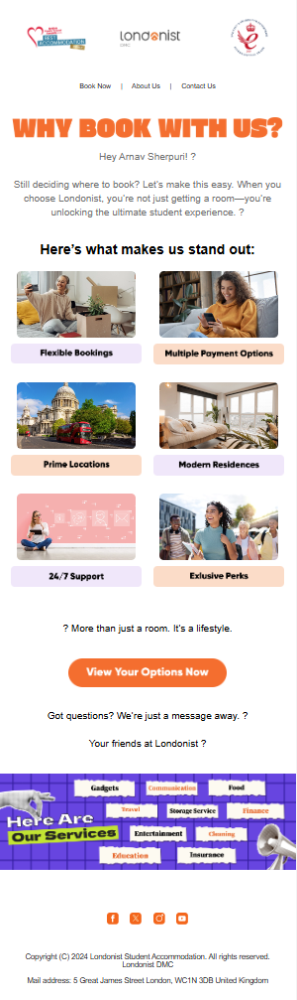 BEST
ACCOMMODATION
Londonist
DMC
Book Now | About Us | Contact Us
WHY BOOK WITH US?
Hey Arnav Sherpuri! ?
Still deciding where to book? Let's make this easy. When you
choose Londonist, you're not just getting a room—you're
unlocking the ultimate student experience. ?
Here's what makes us stand out:
Flexible Bookings
Multiple Payment Options
Prime Locations
Modern Residences
24/7 Support
Exlusive Perks
? More than just a room. It's a lifestyle.
View Your Options Now
Got questions? We're just a message away. ?
Your friends at Londonist ?
Here Are
Our Services
Gadgets
Communication
Food
Travel
Storage Service
Finance
Entertainment
Cleaning
Education
Insurance
Copyright (C) 2024 Londonist Student Accommodation. All rights reserved.
Londonist DMC
Mail address: 5 Great James Street London, WC1N 3DB United Kingdom